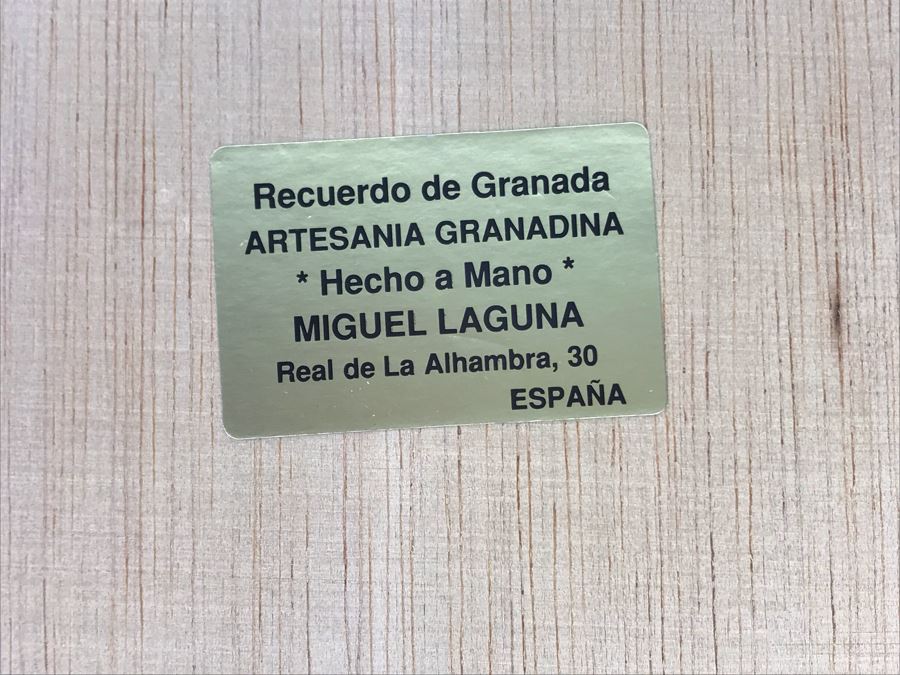 Recuerdo de Granada
ARTESANIA GRANADINA
* Hecho a Mano *
MIGUEL LAGUNA
Real de La Alhambra, 30
ESPAÑA